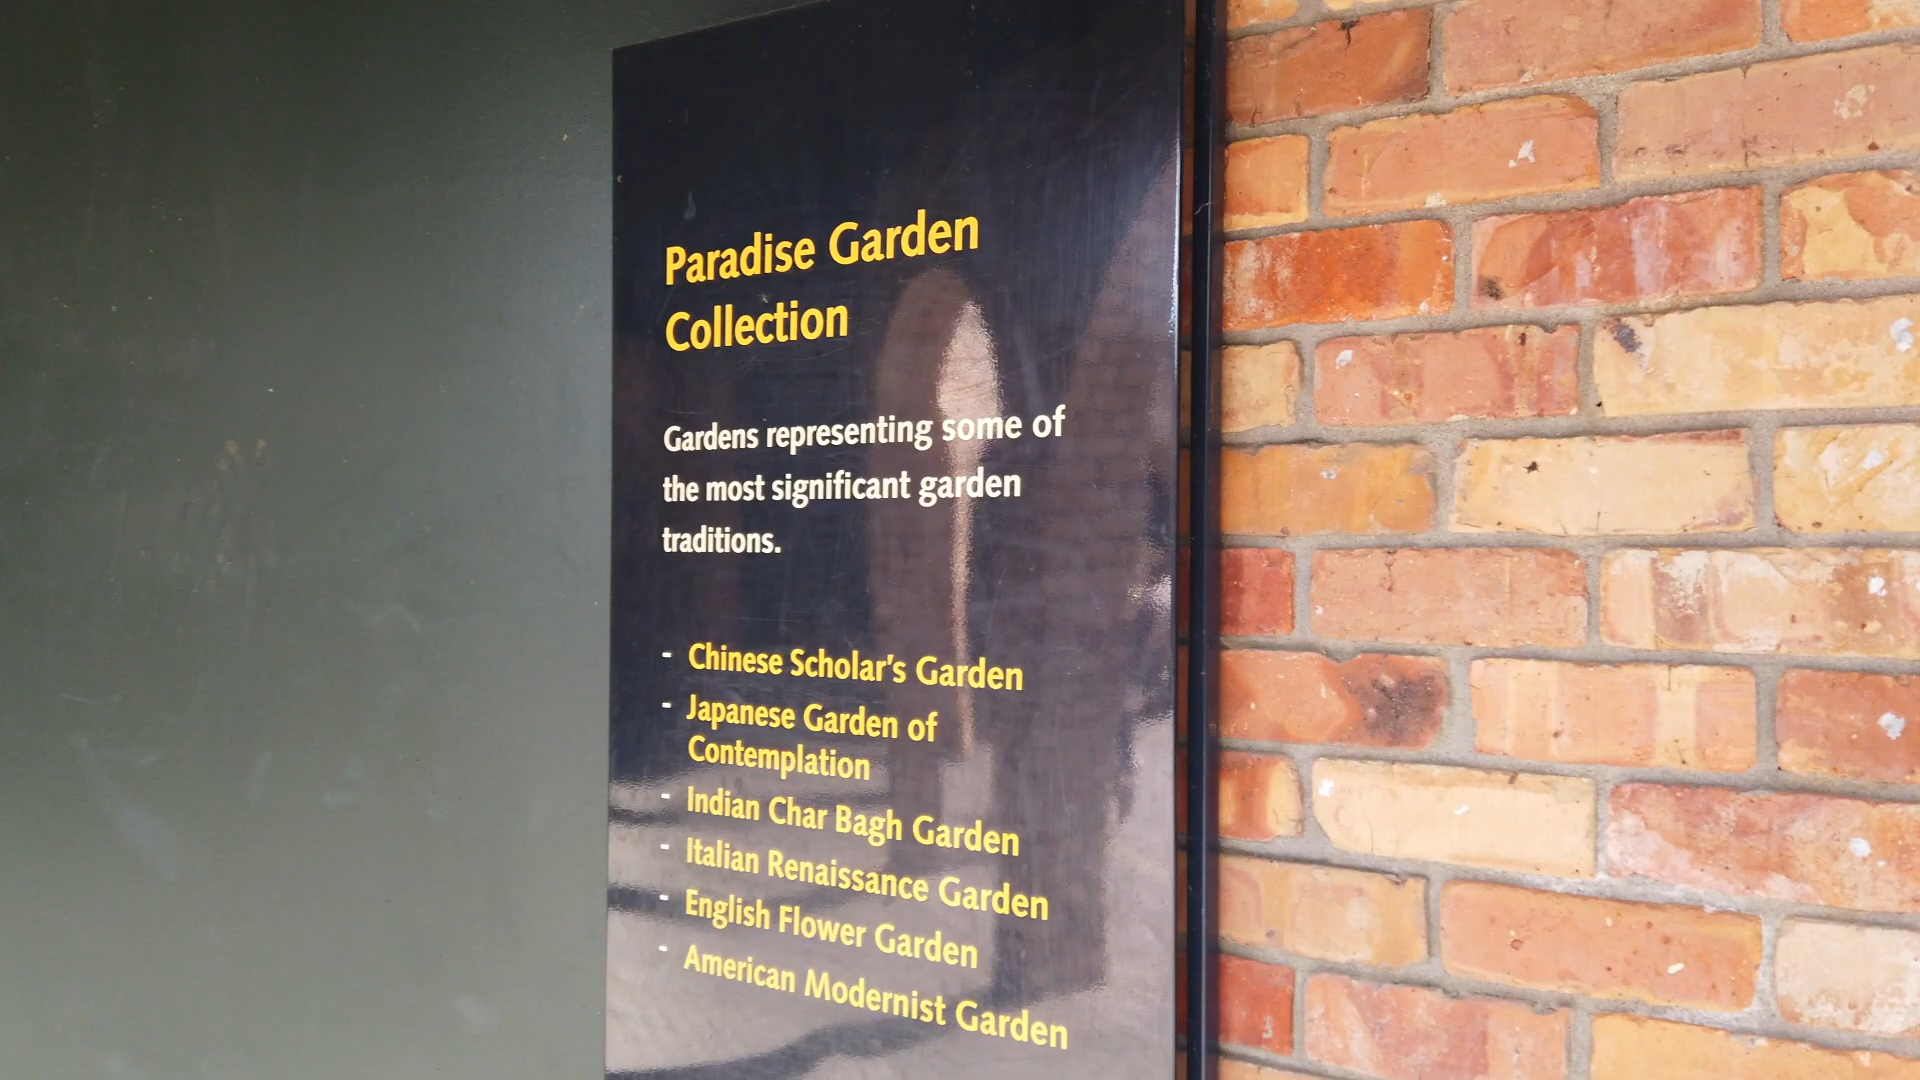 Paradise Garden
Collection
Gardens representing some of
the most significant garden
traditions.
- Chinese Scholar's Garden
- Japanese Garden of
Contemplation
- Indian Char Bagh Garden
- Italian Renaissance Garden
- English Flower Garden
- American Modernist Garden